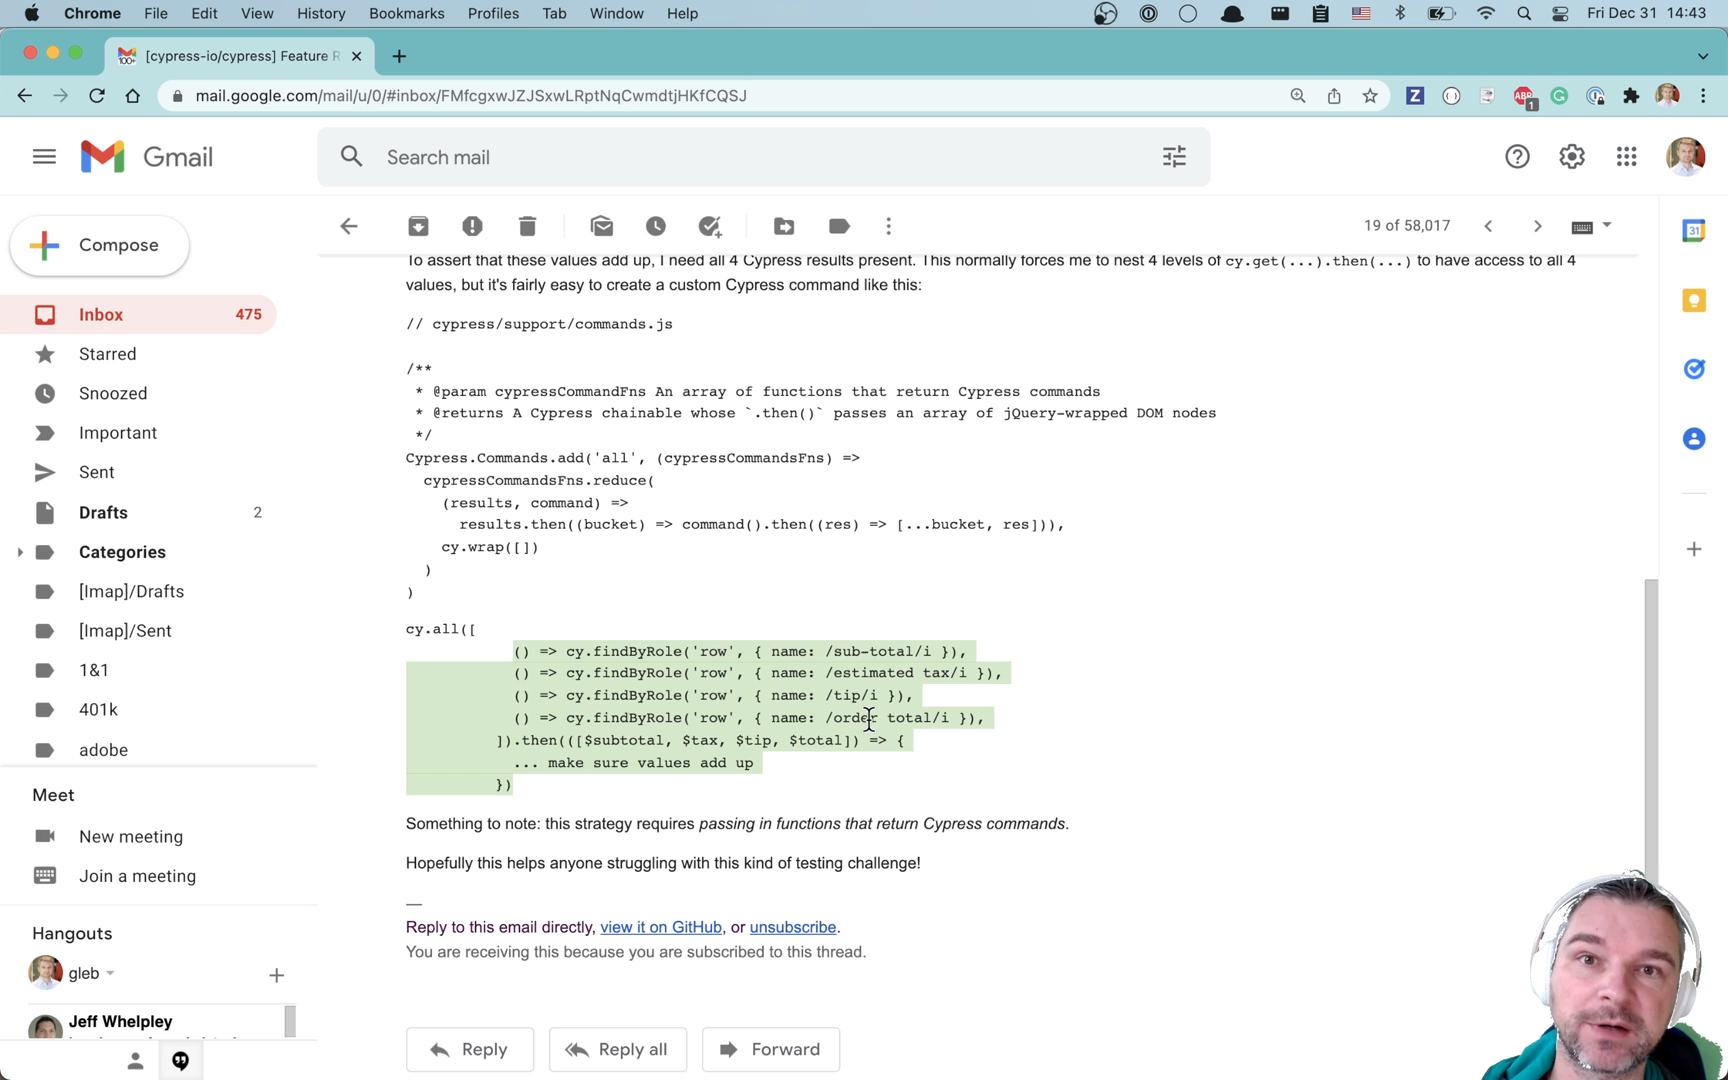 Chrome File Edit View History Bookmarks Profiles Tab Window Help Fri Dec 31 14:43
[cypress-io/cypress] Feature R
mail.google.com/mail/u/0/#inbox/FMfcgxwJZJSxwLRptNqCwmdtjHKfCQSJ
Gmail
Search mail
Compose
19 of 58,017
Inbox 475
Starred
Snoozed
Important
Sent
Drafts 2
Categories
[Imap]/Drafts
[Imap]/Sent
1&1
401k
adobe
Meet
New meeting
Join a meeting
Hangouts
gleb
Jeff Whelpley
To assert that these values add up, I need all 4 Cypress results present. This normally forces me to nest 4 levels of cy.get(...).then(...) to have access to all 4
values, but it's fairly easy to create a custom Cypress command like this:
// cypress/support/commands.js
/**
* @param cypressCommandFns An array of functions that return Cypress commands
* @returns A Cypress chainable whose `.then()` passes an array of jQuery-wrapped DOM nodes
*/
Cypress.Commands.add('all', (cypressCommandsFns) =>
cypressCommandsFns.reduce(
(results, command) =>
results.then((bucket) => command().then((res) => [...bucket, res])),
cy.wrap([])
)
)
cy.all([
() => cy.findByRole('row', { name: /sub-total/i }),
() => cy.findByRole('row', { name: /estimated tax/i }),
() => cy.findByRole('row', { name: /tip/i }),
() => cy.findByRole('row', { name: /order total/i }),
]).then(([$subtotal, $tax, $tip, $total]) => {
... make sure values add up
})
Something to note: this strategy requires passing in functions that return Cypress commands.
Hopefully this helps anyone struggling with this kind of testing challenge!
—
Reply to this email directly, view it on GitHub, or unsubscribe.
You are receiving this because you are subscribed to this thread.
Reply Reply all Forward